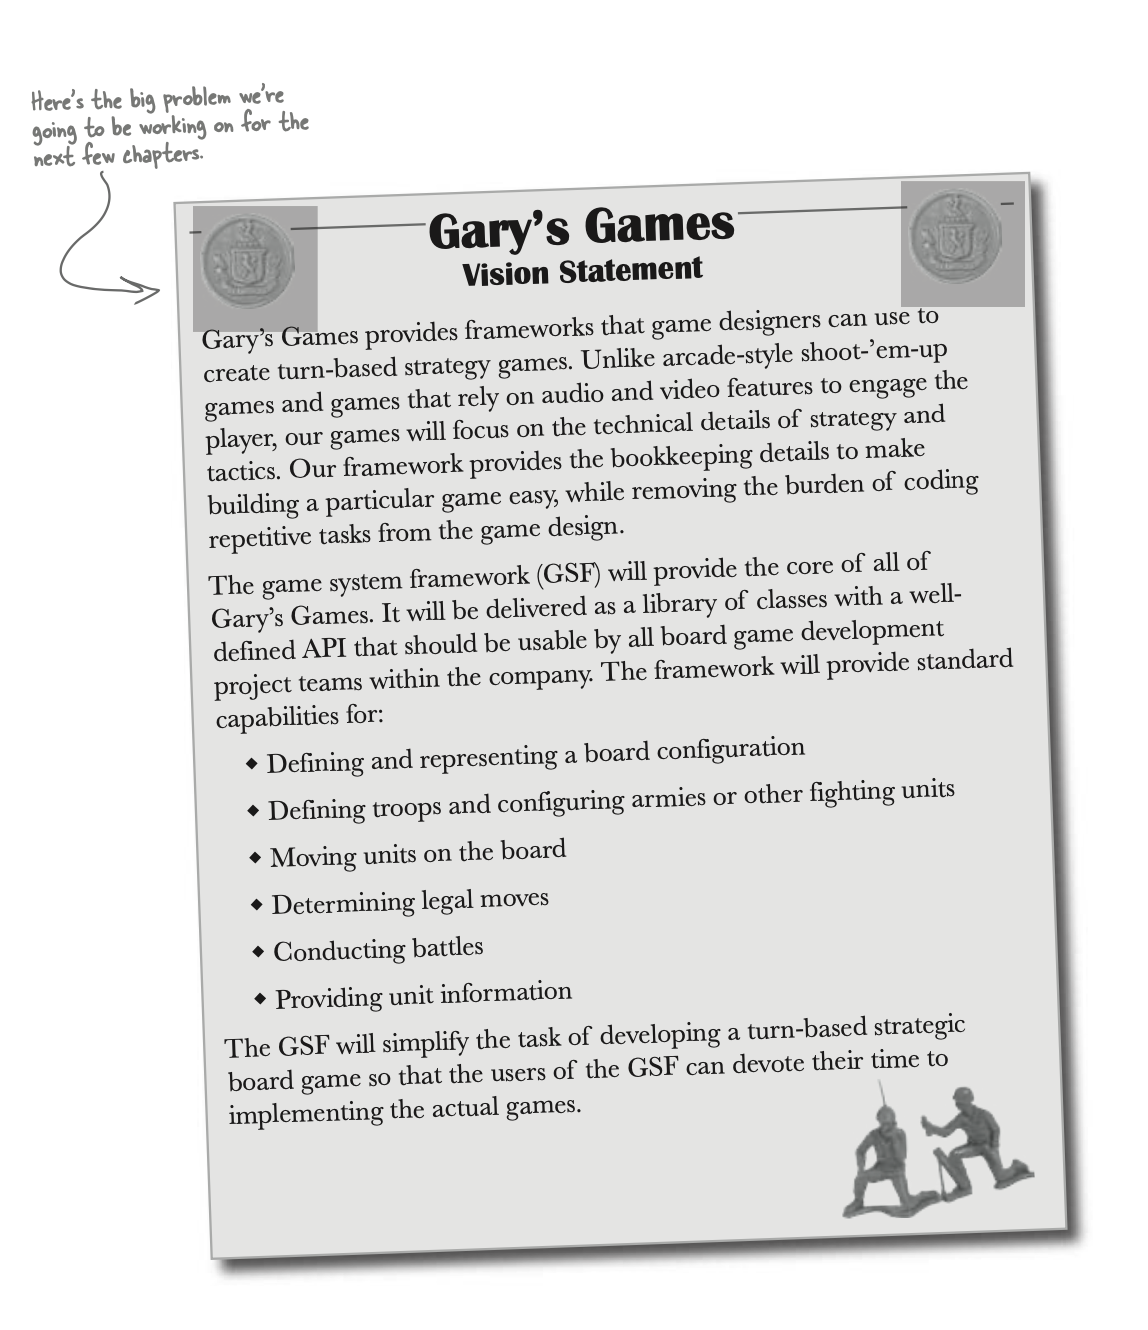 Here's the big problem we're
going to be working on for the
next few chapters.
Gary's Games
Vision Statement
Gary's Games provides frameworks that game designers can use to
create turn-based strategy games. Unlike arcade-style shoot-'em-up
games and games that rely on audio and video features to engage the
player, our games will focus on the technical details of strategy and
tactics. Our framework provides the bookkeeping details to make
building a particular game easy, while removing the burden of coding
repetitive tasks from the game design.
The game system framework (GSF) will provide the core of all of
Gary's Games. It will be delivered as a library of classes with a well-
defined API that should be usable by all board game development
project teams within the company. The framework will provide standard
capabilities for:
◆ Defining and representing a board configuration
◆ Defining troops and configuring armies or other fighting units
◆ Moving units on the board
◆ Determining legal moves
◆ Conducting battles
◆ Providing unit information
The GSF will simplify the task of developing a turn-based strategic
board game so that the users of the GSF can devote their time to
implementing the actual games.